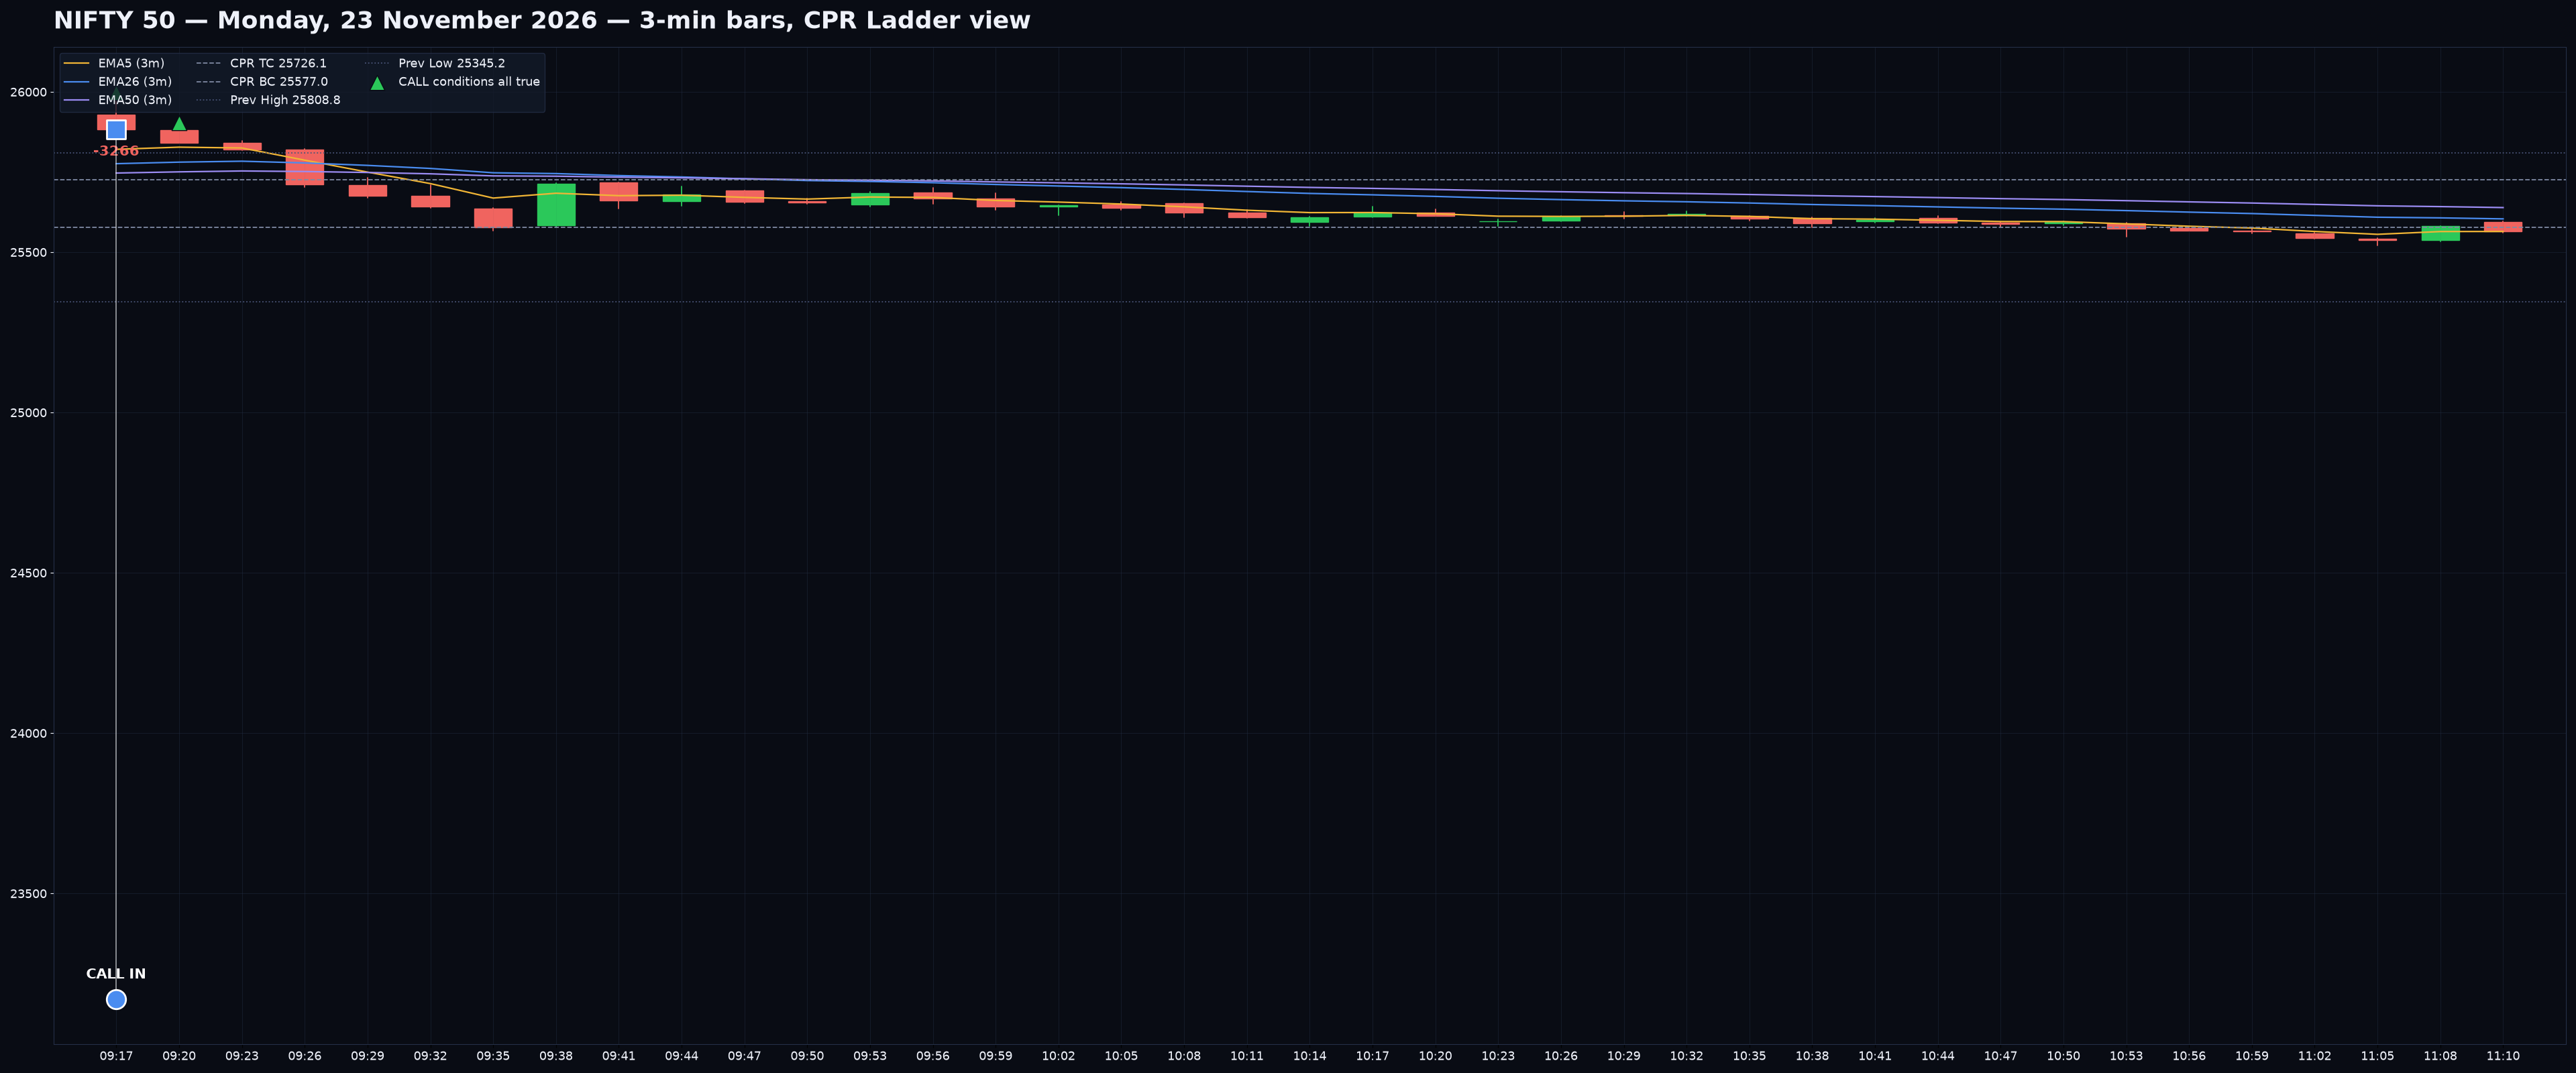 NIFTY 50 — Monday, 23 November 2026 — 3-min bars, CPR Ladder view
EMA5 (3m)
EMA26 (3m)
EMA50 (3m)
CPR TC 25726.1
CPR BC 25577.0
Prev High 25808.8
Prev Low 25345.2
CALL conditions all true
26000
25500
25000
24500
24000
23500
-3266
CALL IN
09:17 09:20 09:23 09:26 09:29 09:32 09:35 09:38 09:41 09:44 09:47 09:50 09:53 09:56 09:59 10:02 10:05 10:08 10:11 10:14 10:17 10:20 10:23 10:26 10:29 10:32 10:35 10:38 10:41 10:44 10:47 10:50 10:53 10:56 10:59 11:02 11:05 11:08 11:10